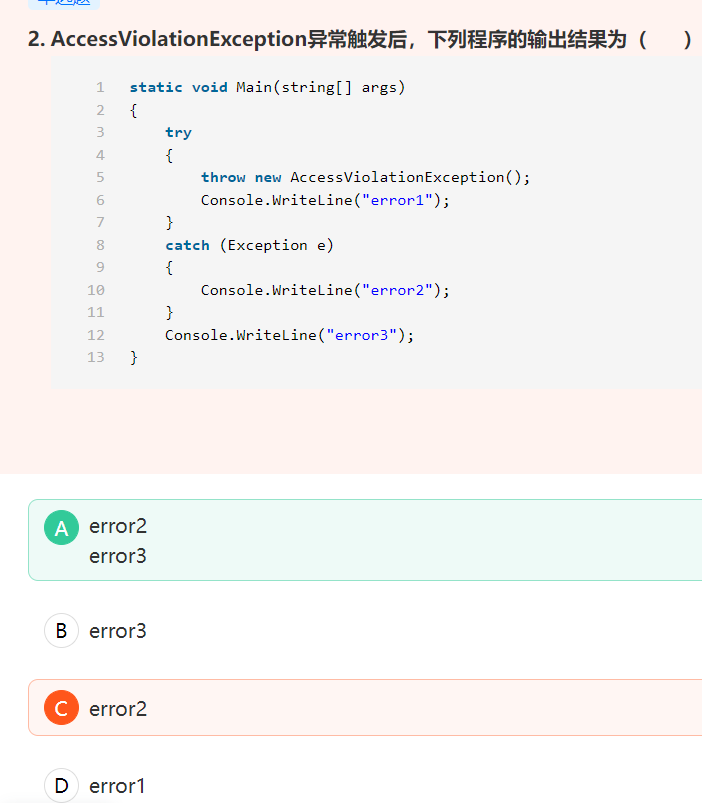 单选题
2. AccessViolationException异常触发后，下列程序的输出结果为（      ）
1 static void Main(string[] args)
2 {
3     try
4     {
5         throw new AccessViolationException();
6         Console.WriteLine("error1");
7     }
8     catch (Exception e)
9     {
10         Console.WriteLine("error2");
11     }
12     Console.WriteLine("error3");
13 }
A error2
error3
B error3
C error2
D error1